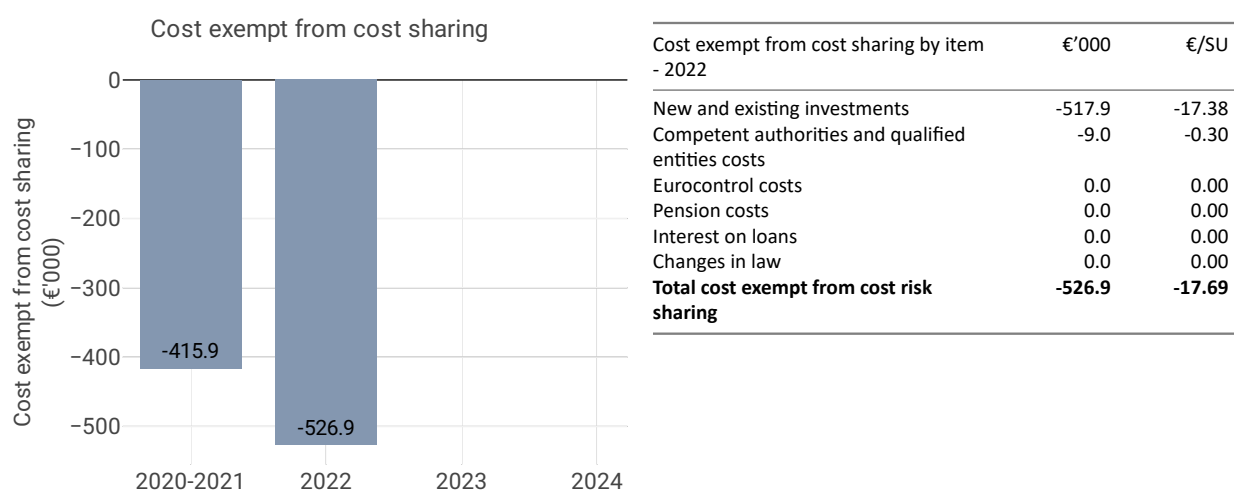 Cost exempt from cost sharing
Cost exempt from cost sharing
(€'000)
0
−100
−200
−300
−400
−500
-415.9
-526.9
2020-2021
2022
2023
2024
Cost exempt from cost sharing by item €’000 €/SU
- 2022
New and existing investments -517.9 -17.38
Competent authorities and qualified -9.0 -0.30
entities costs
Eurocontrol costs 0.0 0.00
Pension costs 0.0 0.00
Interest on loans 0.0 0.00
Changes in law 0.0 0.00
Total cost exempt from cost risk -526.9 -17.69
sharing